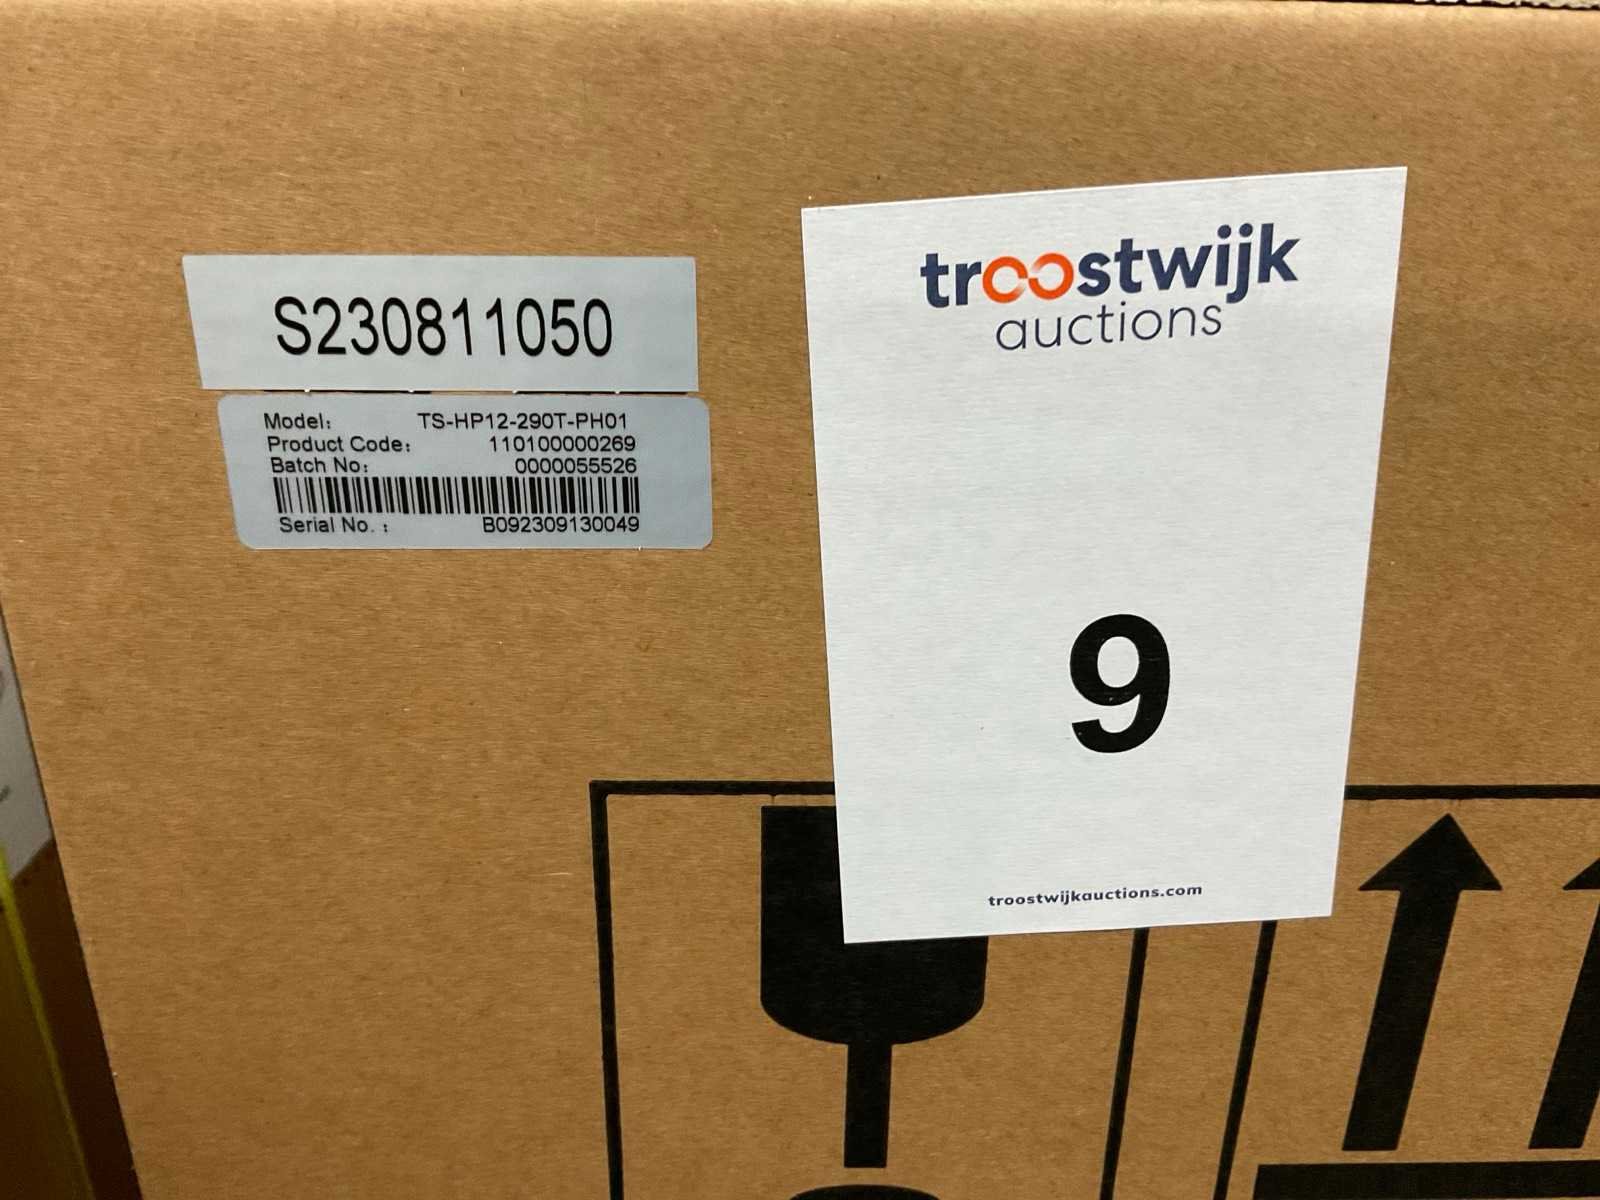 S230811050
Model: TS-HP12-290T-PH01
Product Code: 110100000269
Batch No: 0000055526
Serial No. : B092309130049
troostwijk
auctions
9
troostwijkauctions.com